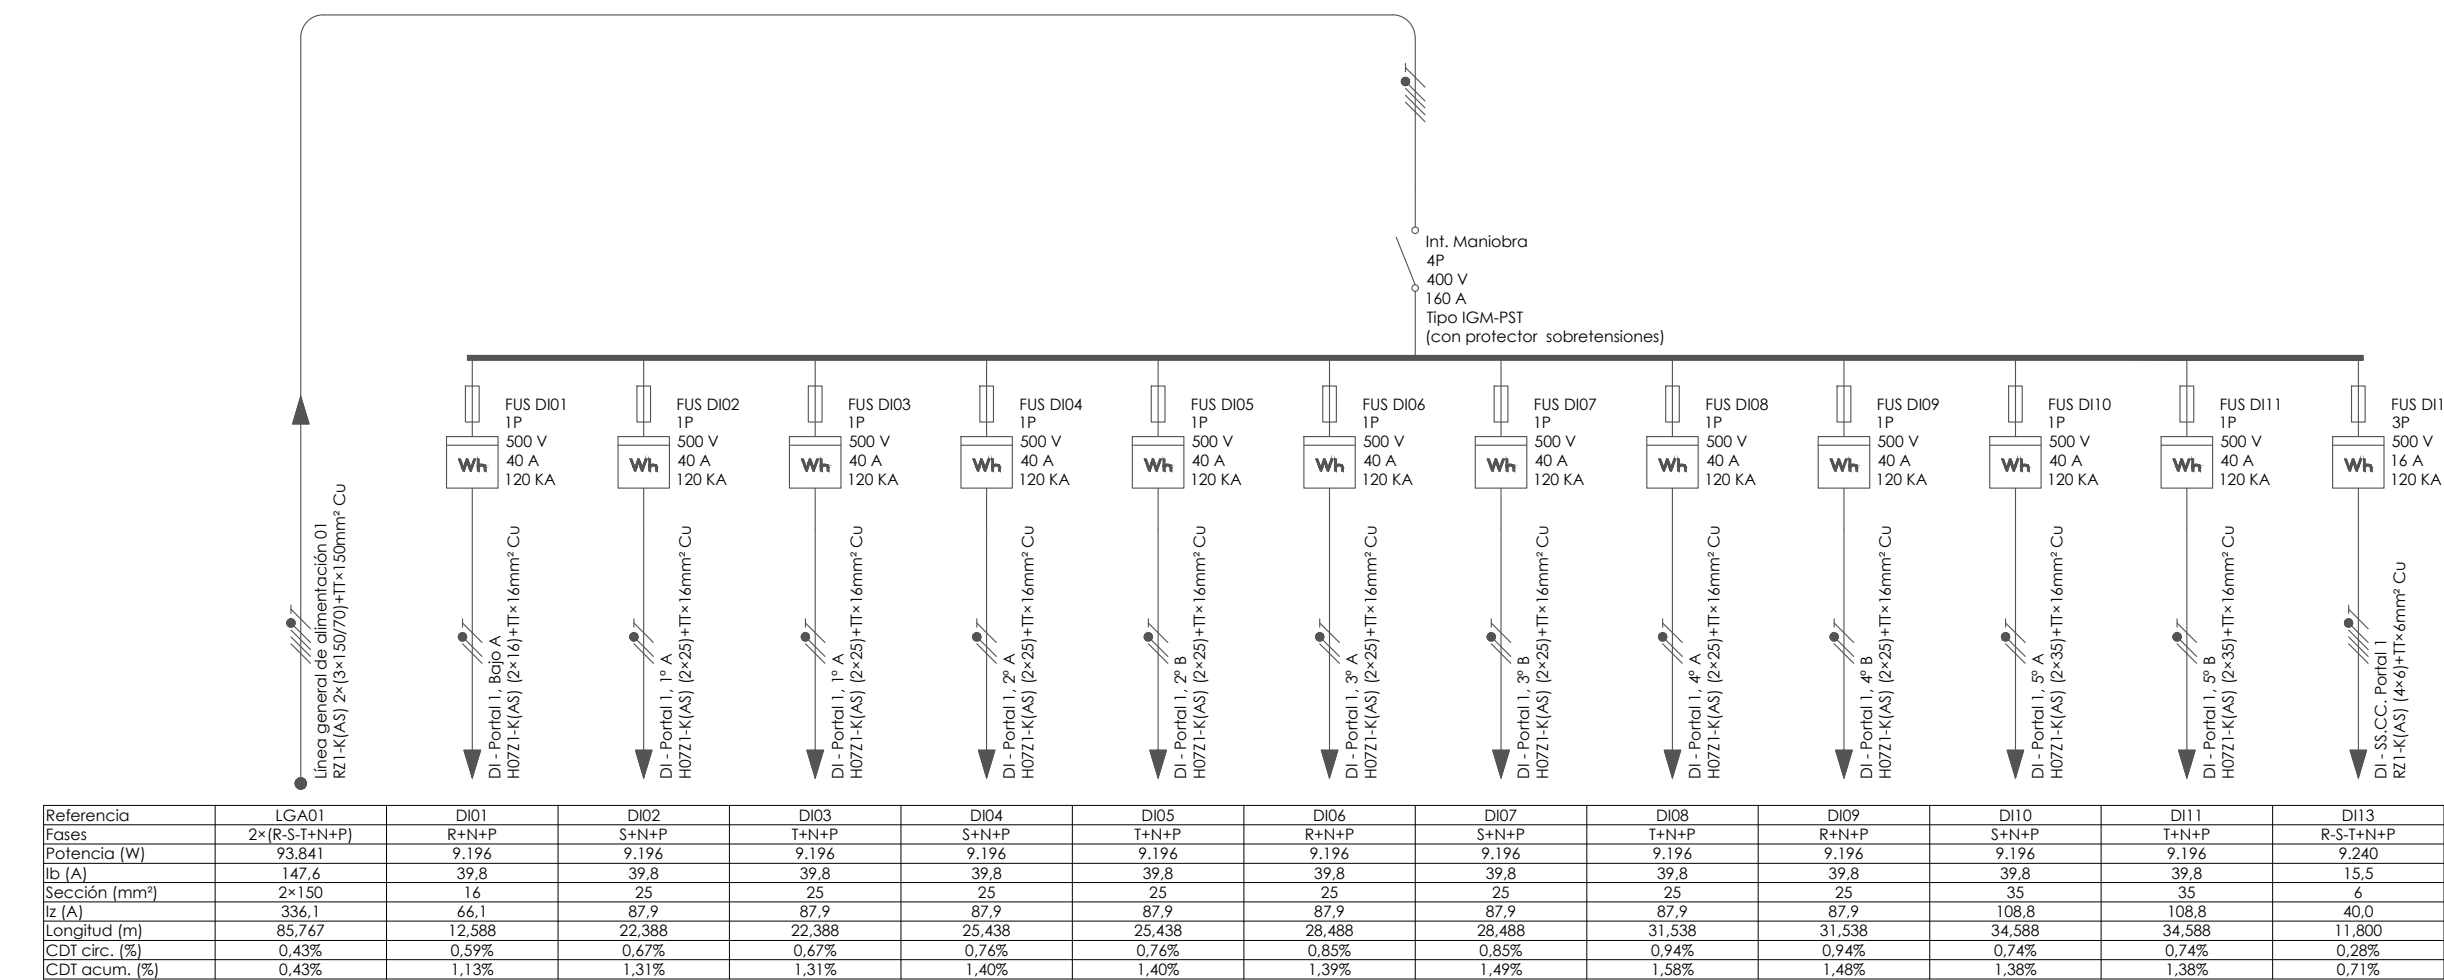 Int. Maniobra
4P
400 V
160 A
Tipo IGM-PST
(con protector sobretensiones)
FUS DI01
1P
500 V
40 A
120 KA
Wh
FUS DI02
1P
500 V
40 A
120 KA
Wh
FUS DI03
1P
500 V
40 A
120 KA
Wh
FUS DI04
1P
500 V
40 A
120 KA
Wh
FUS DI05
1P
500 V
40 A
120 KA
Wh
FUS DI06
1P
500 V
40 A
120 KA
Wh
FUS DI07
1P
500 V
40 A
120 KA
Wh
FUS DI08
1P
500 V
40 A
120 KA
Wh
FUS DI09
1P
500 V
40 A
120 KA
Wh
FUS DI10
1P
500 V
40 A
120 KA
Wh
FUS DI11
1P
500 V
40 A
120 KA
Wh
FUS DI1
3P
500 V
16 A
120 KA
Wh
Línea general de alimentación 01
RZ1-K(AS) 2×(3×150/70)+TT×150mm² Cu
DI - Portal 1, Bajo A
H07Z1-K(AS) (2×16)+TT×16mm² Cu
DI - Portal 1, 1º A
H07Z1-K(AS) (2×25)+TT×16mm² Cu
DI - Portal 1, 1º A
H07Z1-K(AS) (2×25)+TT×16mm² Cu
DI - Portal 1, 2º A
H07Z1-K(AS) (2×25)+TT×16mm² Cu
DI - Portal 1, 2º B
H07Z1-K(AS) (2×25)+TT×16mm² Cu
DI - Portal 1, 3º A
H07Z1-K(AS) (2×25)+TT×16mm² Cu
DI - Portal 1, 3º B
H07Z1-K(AS) (2×25)+TT×16mm² Cu
DI - Portal 1, 4º A
H07Z1-K(AS) (2×25)+TT×16mm² Cu
DI - Portal 1, 4º B
H07Z1-K(AS) (2×25)+TT×16mm² Cu
DI - Portal 1, 5º A
H07Z1-K(AS) (2×35)+TT×16mm² Cu
DI - Portal 1, 5º B
H07Z1-K(AS) (2×35)+TT×16mm² Cu
DI - SS.CC. Portal 1
RZ1-K(AS) (4×6)+TT×6mm² Cu
Referencia LGA01 DI01 DI02 DI03 DI04 DI05 DI06 DI07 DI08 DI09 DI10 DI11 DI13
Fases 2×(R-S-T+N+P) R+N+P S+N+P T+N+P S+N+P T+N+P R+N+P S+N+P T+N+P R+N+P S+N+P T+N+P R-S-T+N+P
Potencia (W) 93.841 9.196 9.196 9.196 9.196 9.196 9.196 9.196 9.196 9.196 9.196 9.196 9.240
Ib (A) 147,6 39,8 39,8 39,8 39,8 39,8 39,8 39,8 39,8 39,8 39,8 39,8 15,5
Sección (mm²) 2×150 16 25 25 25 25 25 25 25 25 35 35 6
Iz (A) 336,1 66,1 87,9 87,9 87,9 87,9 87,9 87,9 87,9 87,9 108,8 108,8 40,0
Longitud (m) 85,767 12,588 22,388 22,388 25,438 25,438 28,488 28,488 31,538 31,538 34,588 34,588 11,800
CDT circ. (%) 0,43% 0,59% 0,67% 0,67% 0,76% 0,76% 0,85% 0,85% 0,94% 0,94% 0,74% 0,74% 0,28%
CDT acum. (%) 0,43% 1,13% 1,31% 1,31% 1,40% 1,40% 1,39% 1,49% 1,58% 1,48% 1,38% 1,38% 0,71%